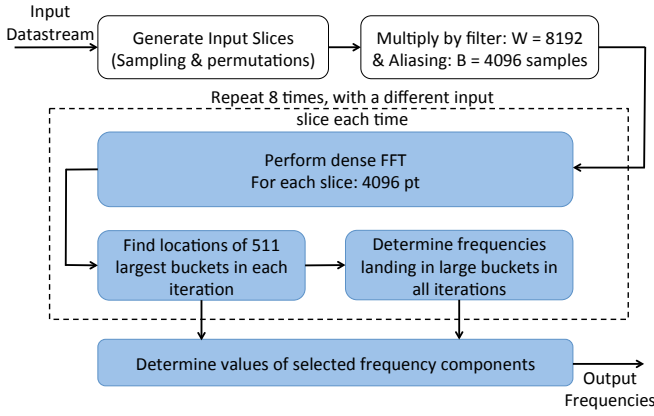 Input
Datastream
Generate Input Slices
(Sampling & permutations)
Multiply by filter: W = 8192
& Aliasing: B = 4096 samples
Repeat 8 times, with a different input
slice each time
Perform dense FFT
For each slice: 4096 pt
Find locations of 511
largest buckets in each
iteration
Determine frequencies
landing in large buckets in
all iterations
Determine values of selected frequency components
Output
Frequencies